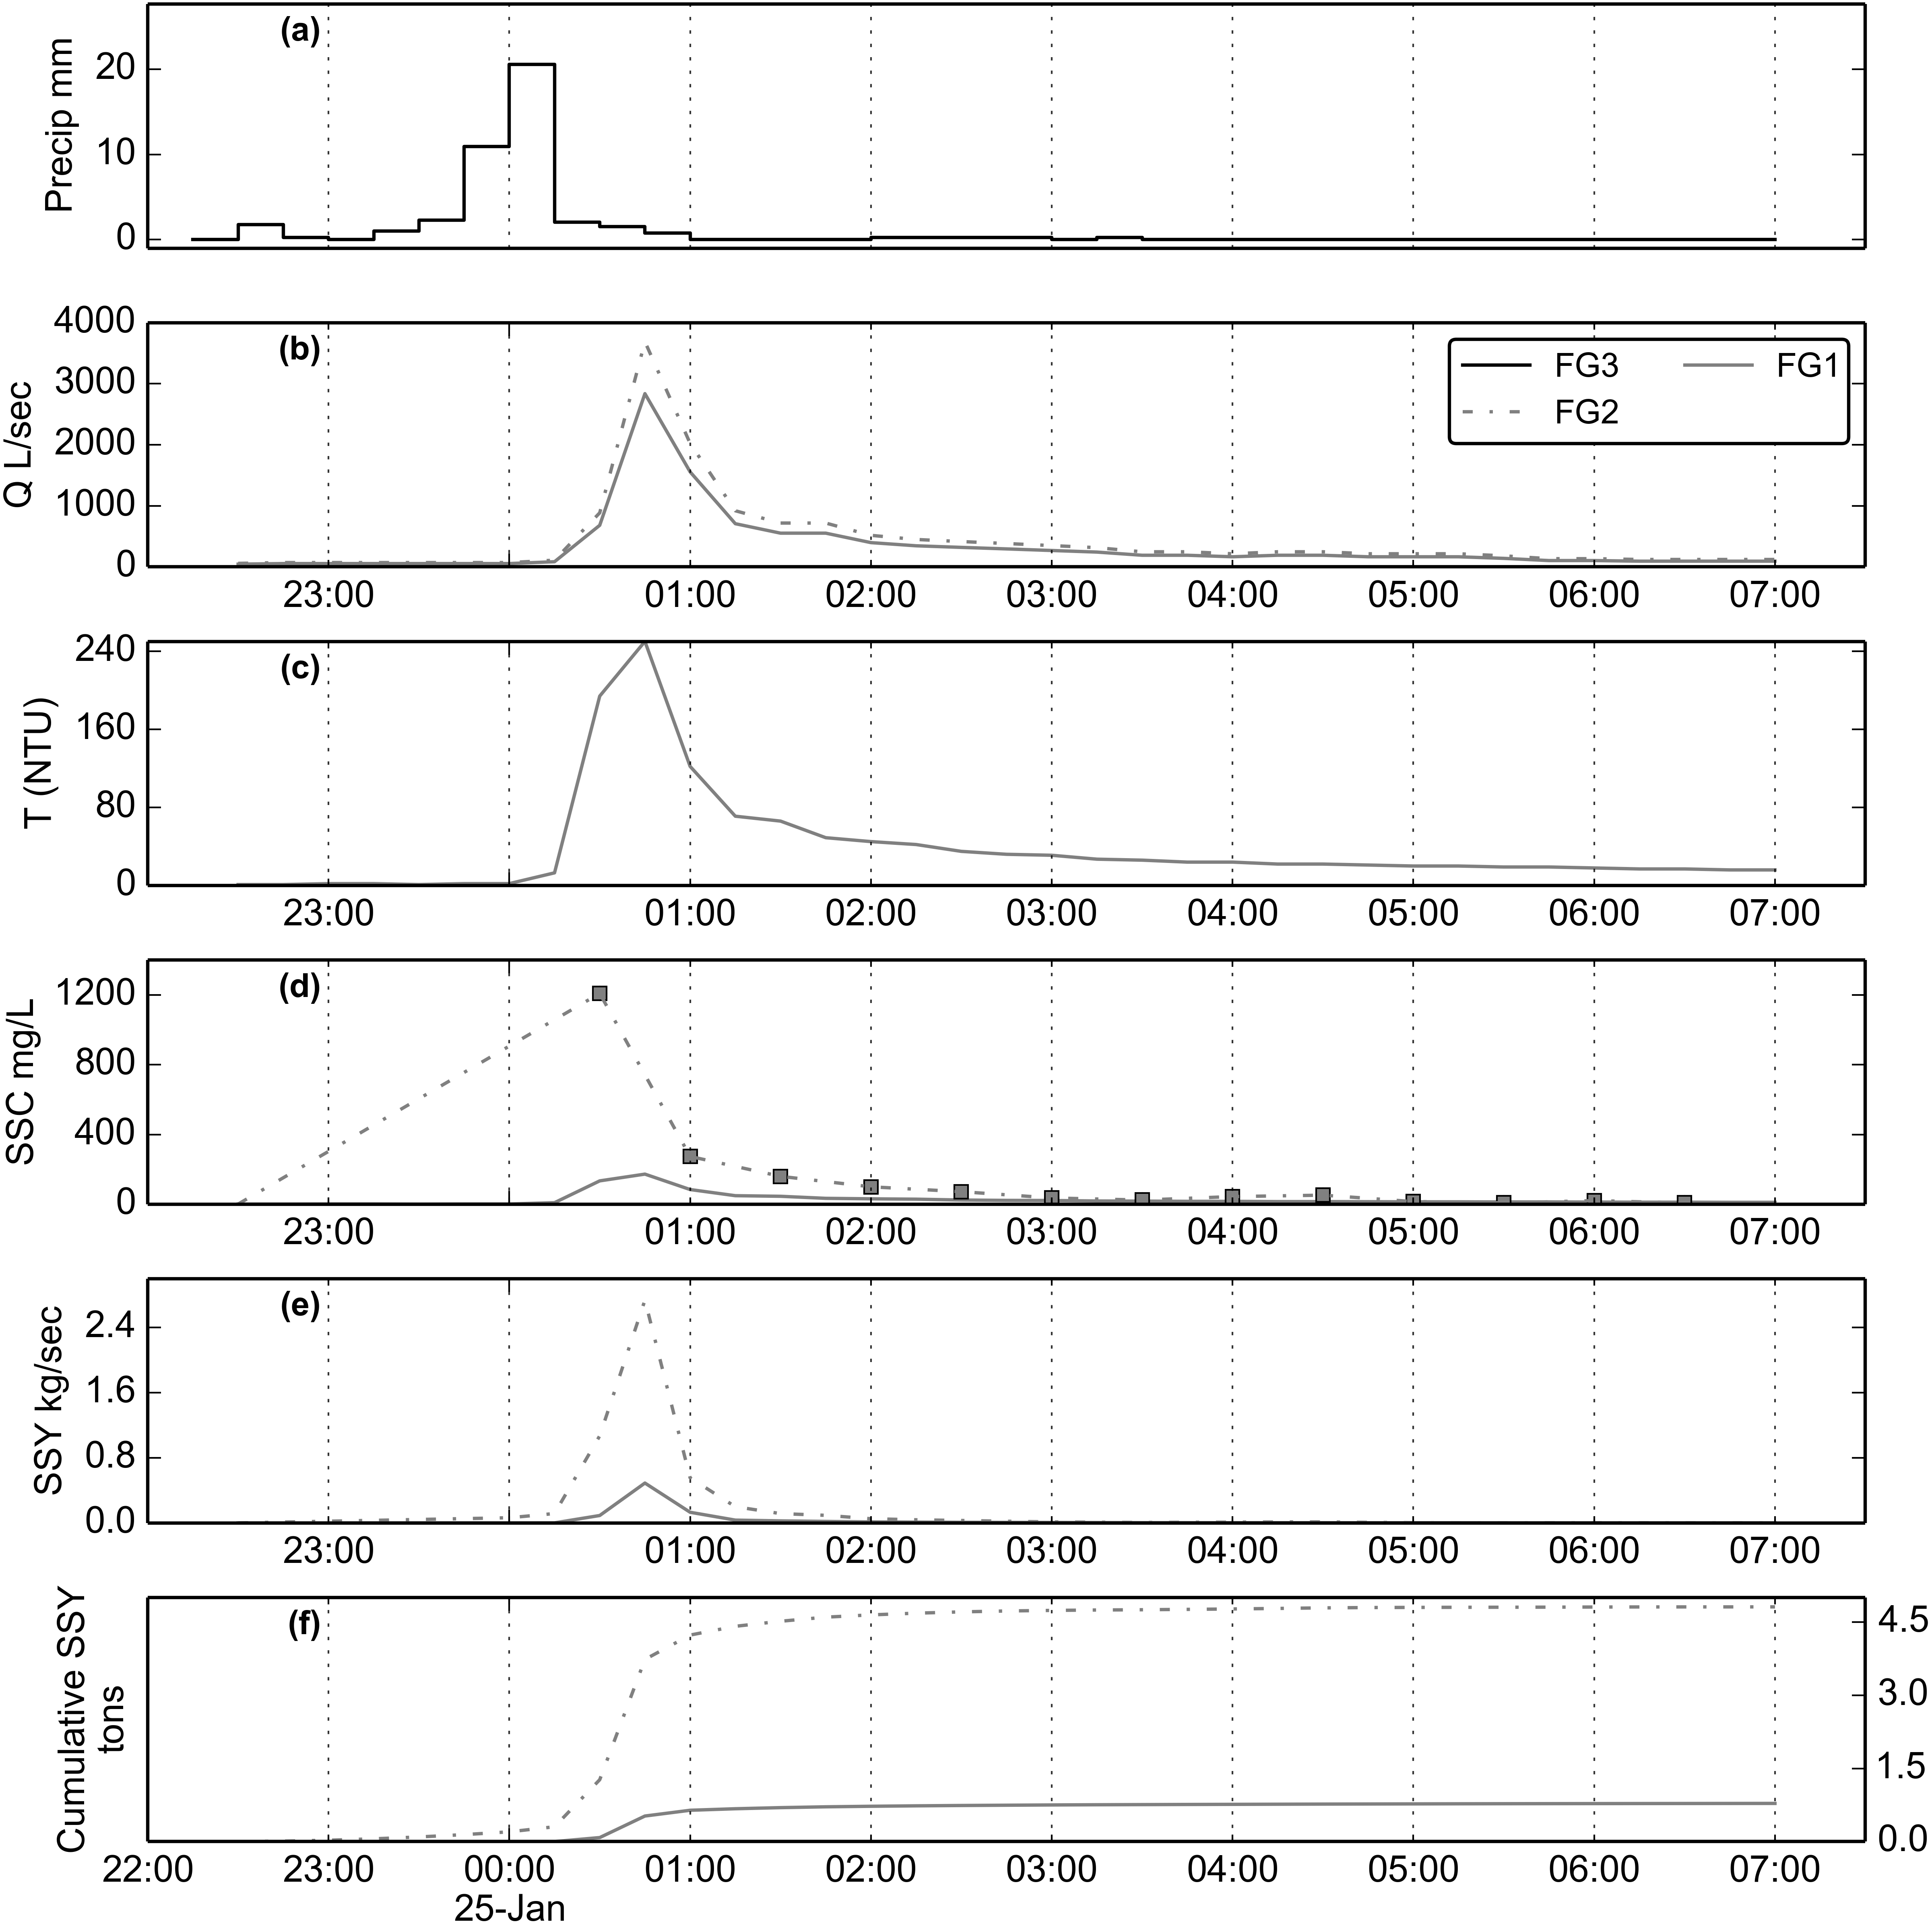 (a)
Precip mm
20
10
0
(b)
Q L/sec
4000
3000
2000
1000
0
FG3 FG1
FG2
23:00 01:00 02:00 03:00 04:00 05:00 06:00 07:00
(c)
T (NTU)
240
160
80
0
23:00 01:00 02:00 03:00 04:00 05:00 06:00 07:00
(d)
SSC mg/L
1200
800
400
0
23:00 01:00 02:00 03:00 04:00 05:00 06:00 07:00
(e)
SSY kg/sec
2.4
1.6
0.8
0.0
23:00 01:00 02:00 03:00 04:00 05:00 06:00 07:00
(f)
Cumulative SSY
tons
4.5
3.0
1.5
0.0
22:00 23:00 00:00 01:00 02:00 03:00 04:00 05:00 06:00 07:00
25-Jan